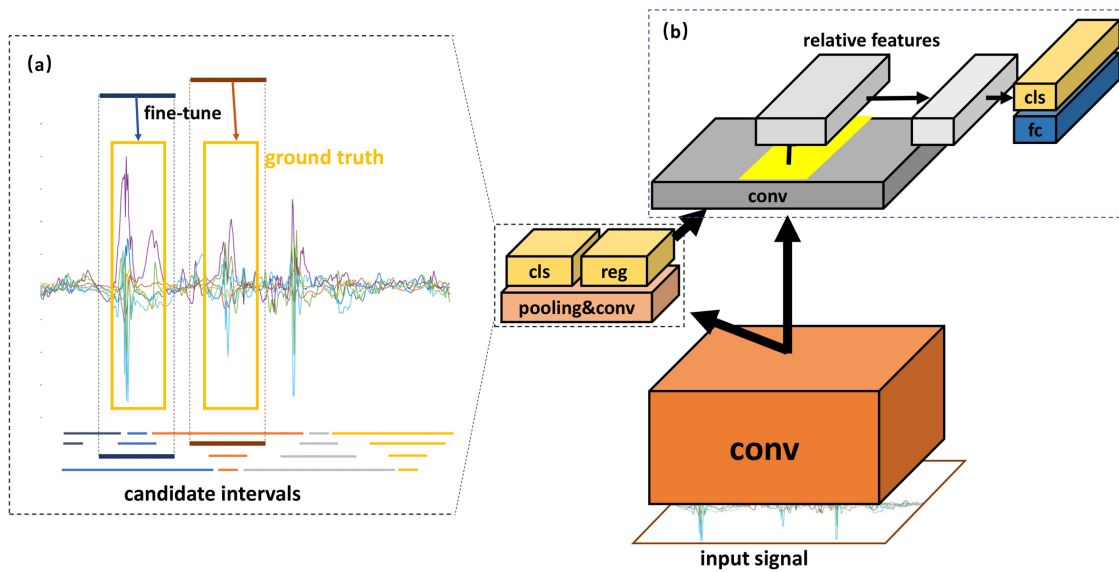 (a)
fine-tune
ground truth
candidate intervals
(b)
relative features
cls
fc
conv
cls
reg
pooling&conv
conv
input signal